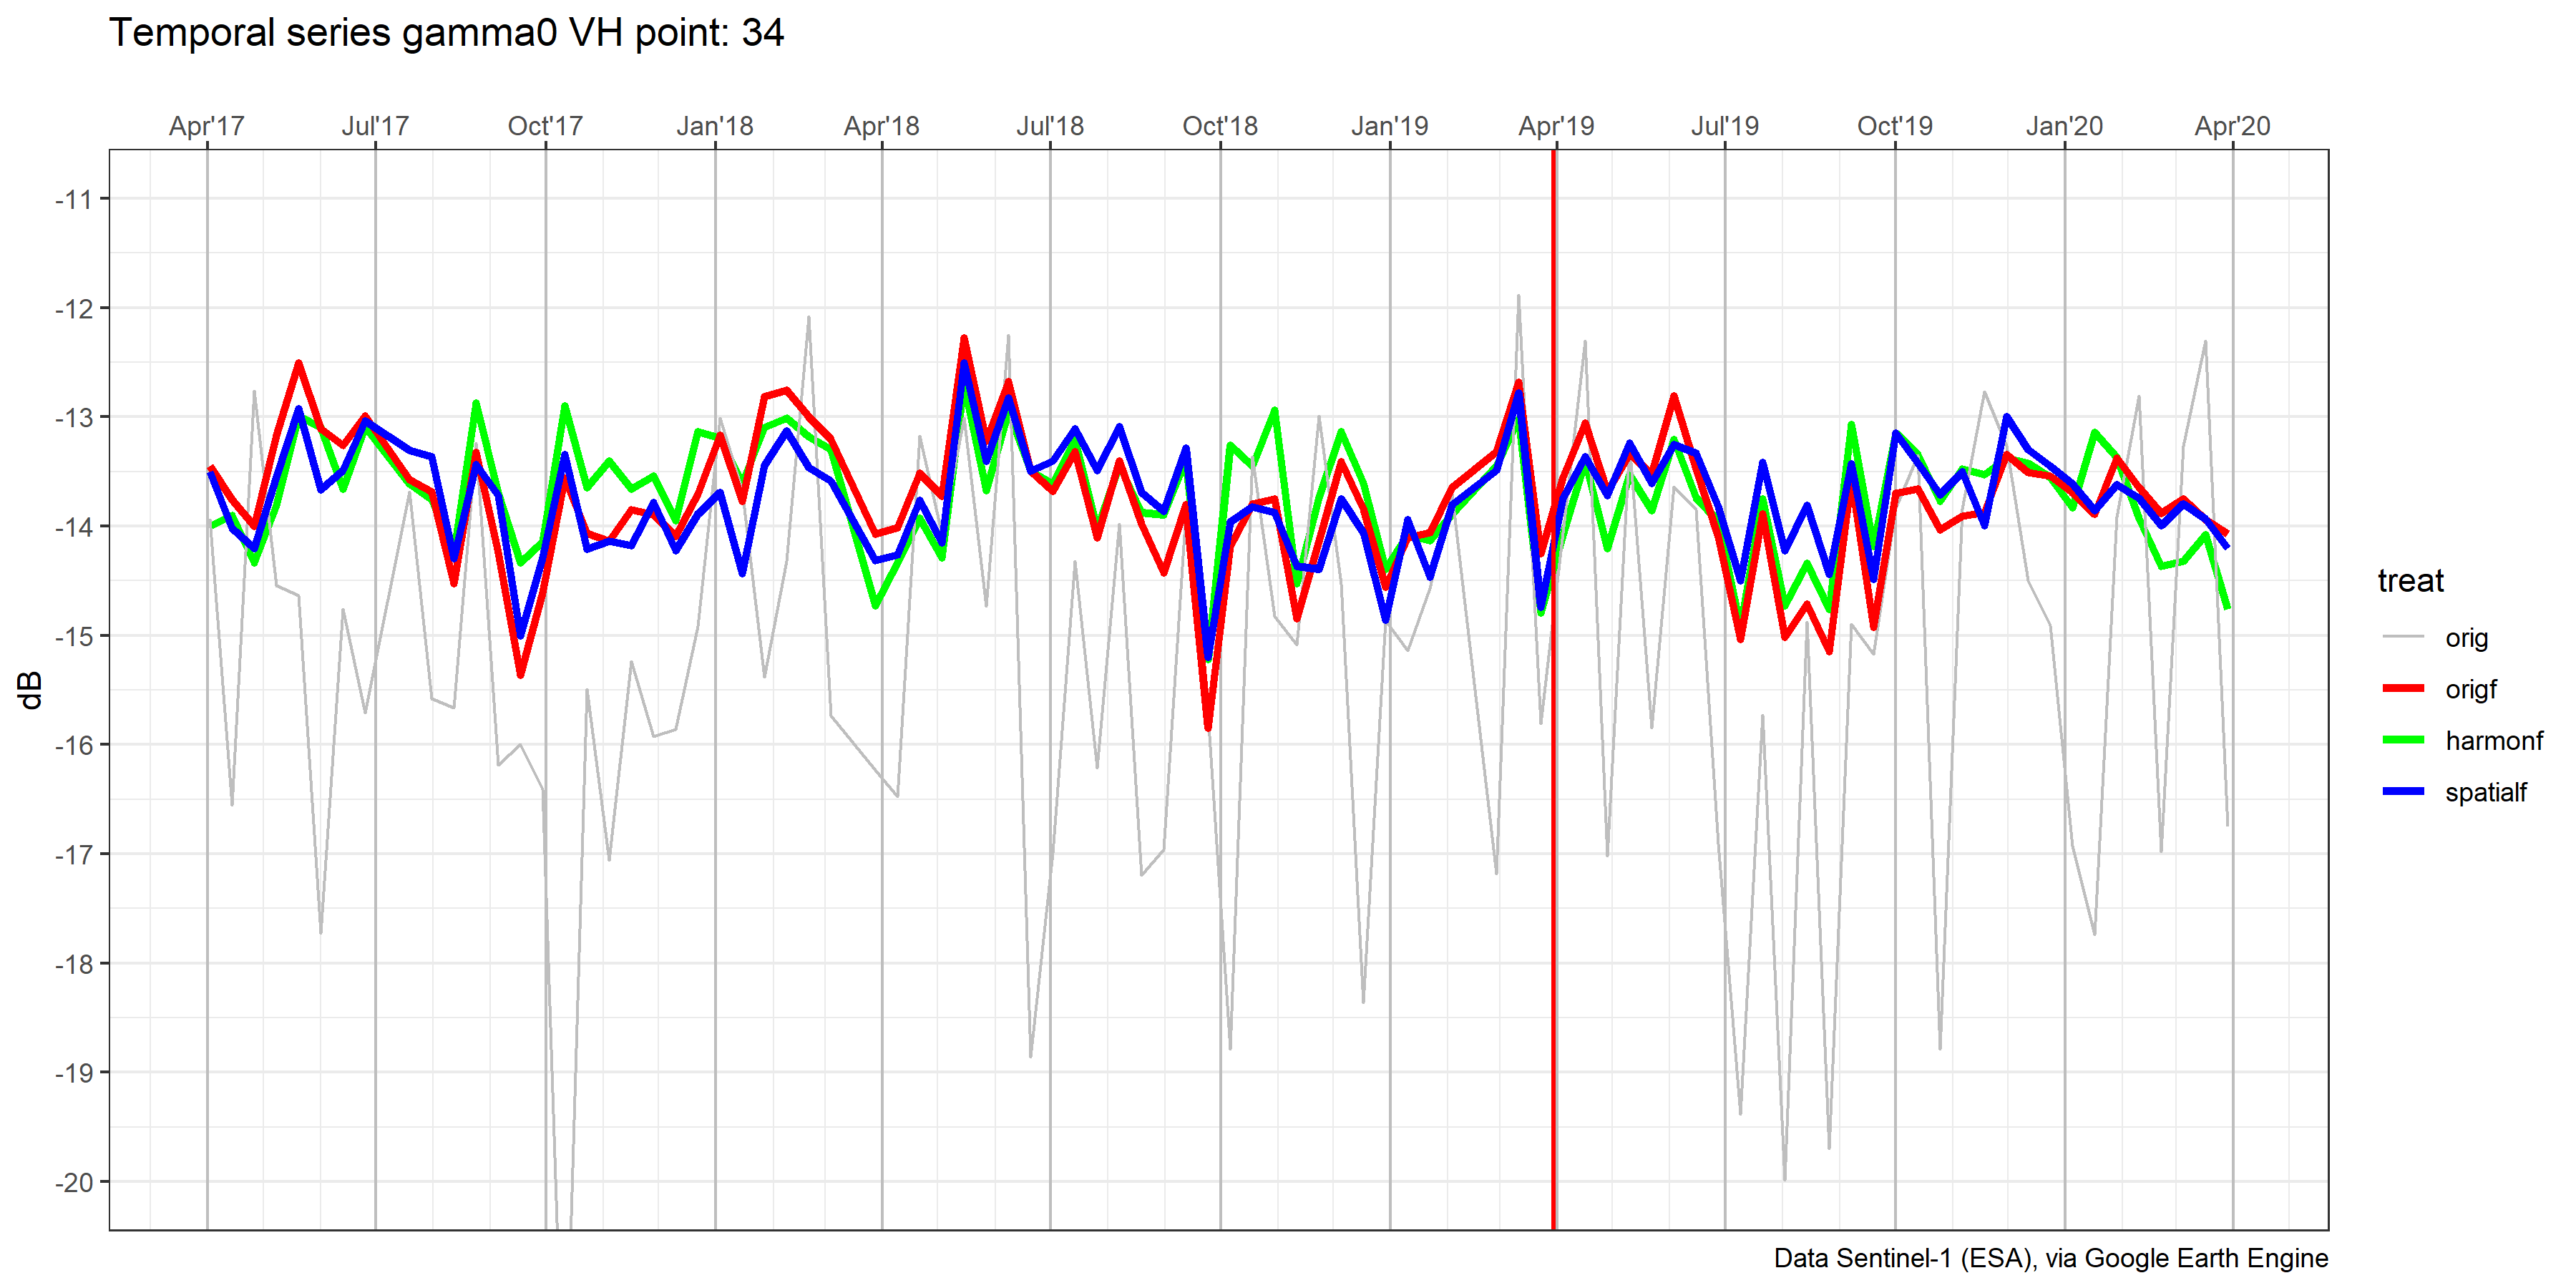 Temporal series gamma0 VH point: 34
Apr'17 Jul'17 Oct'17 Jan'18 Apr'18 Jul'18 Oct'18 Jan'19 Apr'19 Jul'19 Oct'19 Jan'20 Apr'20
-11
-12
-13
-14
-15
-16
-17
-18
-19
-20
dB
treat
orig
origf
harmonf
spatialf
Data Sentinel-1 (ESA), via Google Earth Engine